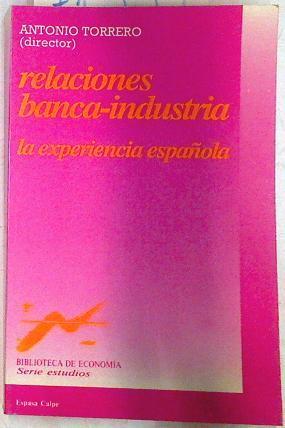 ANTONIO TORRERO
(director)
relaciones
banca-industria
la experiencia española
BIBLIOTECA DE ECONOMÍA
Serie estudios
Espasa Calpe